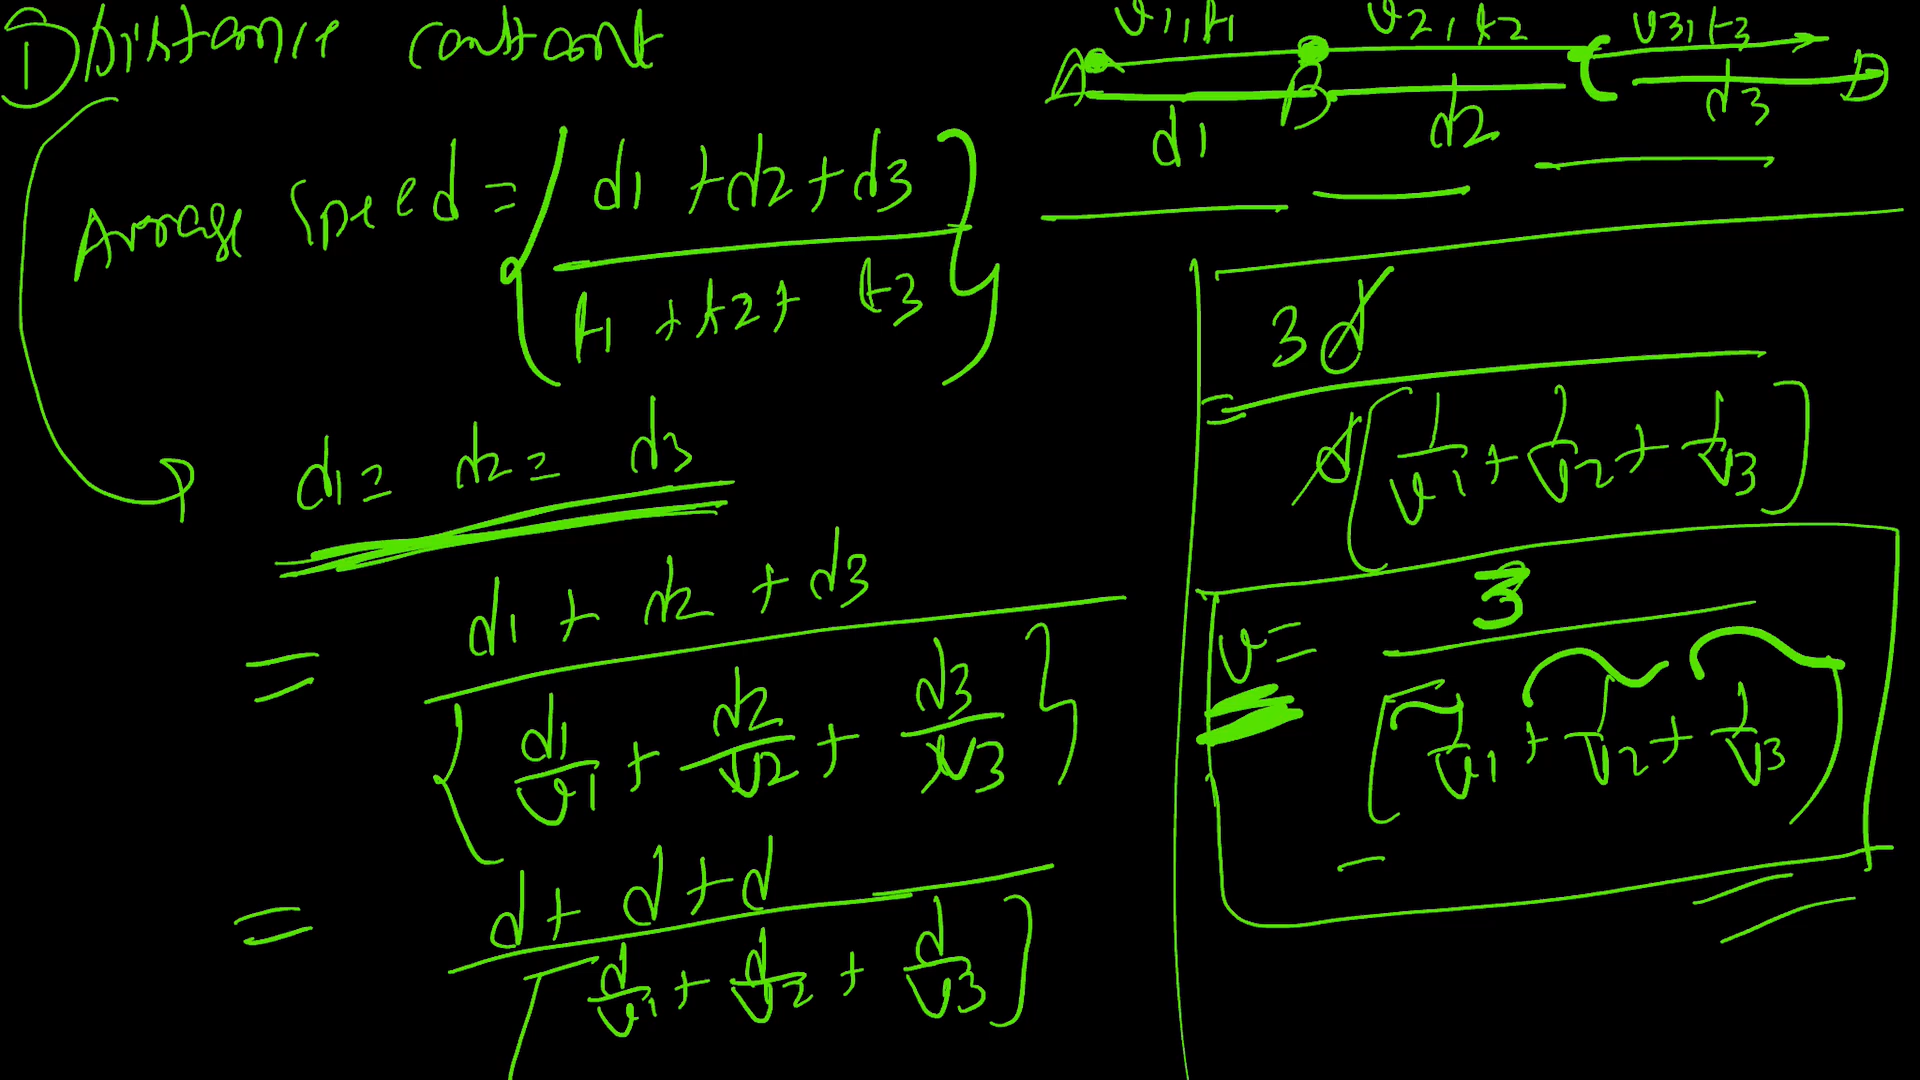 ① Distance constant
Average speed = { d1 + d2 + d3 / t1 + t2 + t3 }
d1 = d2 = d3
= d1 + d2 + d3 / { d1/v1 + d2/v2 + d3/v3 }
= d + d + d / [ d/v1 + d/v2 + d/v3 ]
v1, t1 v2, t2 v3, t3
A B C D
d1 d2 d3
= 3d / d [ 1/v1 + 1/v2 + 1/v3 ]
v = 3 / [ 1/v1 + 1/v2 + 1/v3 ]